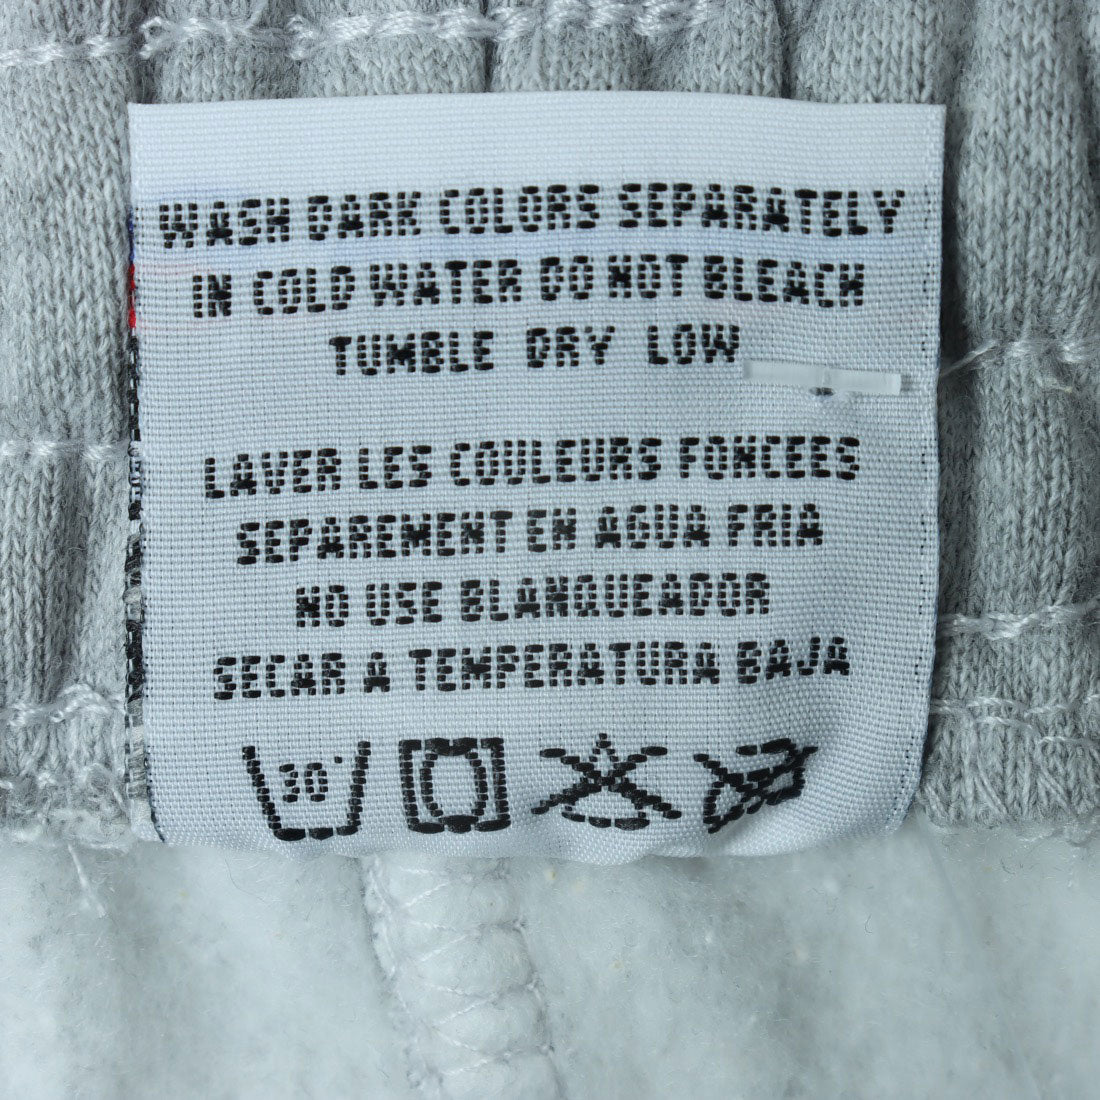 WASH DARK COLORS SEPARATELY
IN COLD WATER DO NOT BLEACH
TUMBLE DRY LOW
LAVER LES COULEURS FONCEES
SEPAREMENT EN AGUA FRIA
NO USE BLANQUEADOR
SECAR A TEMPERATURA BAJA
30°